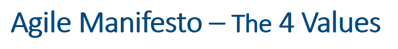 Agile Manifesto – The 4 Values